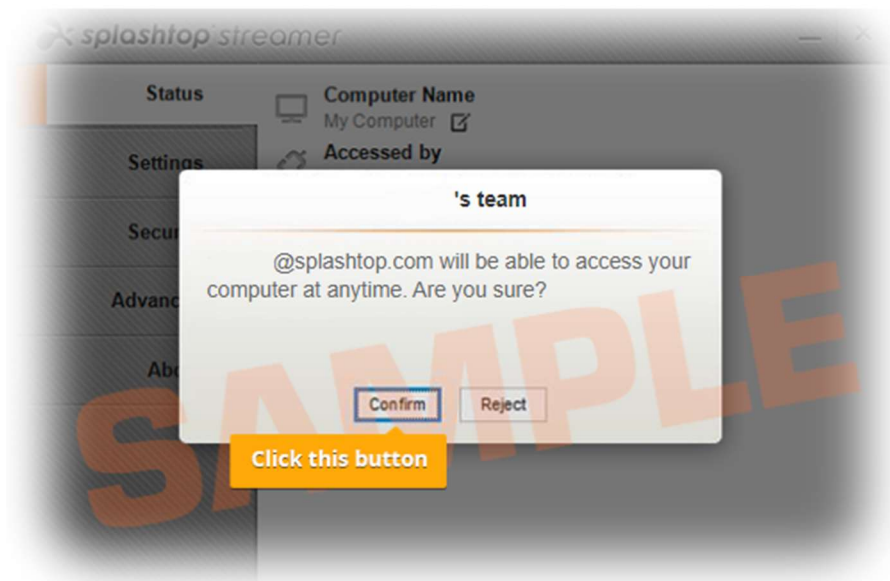 splashtop streamer
Status
Computer Name
My Computer
Settings
Accessed by
's team
@splashtop.com will be able to access your
computer at anytime. Are you sure?
Confirm
Reject
Click this button
SAMPLE